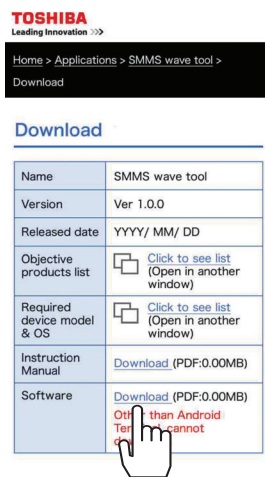 TOSHIBA
Leading Innovation >>>
Home > Applications > SMMS wave tool >
Download
Download
Name SMMS wave tool
Version Ver 1.0.0
Released date YYYY/ MM/ DD
Objective products list Click to see list
(Open in another
window)
Required
device model
& OS Click to see list
(Open in another
window)
Instruction
Manual Download (PDF:0.00MB)
Software Download (PDF:0.00MB)
than Android
cannot